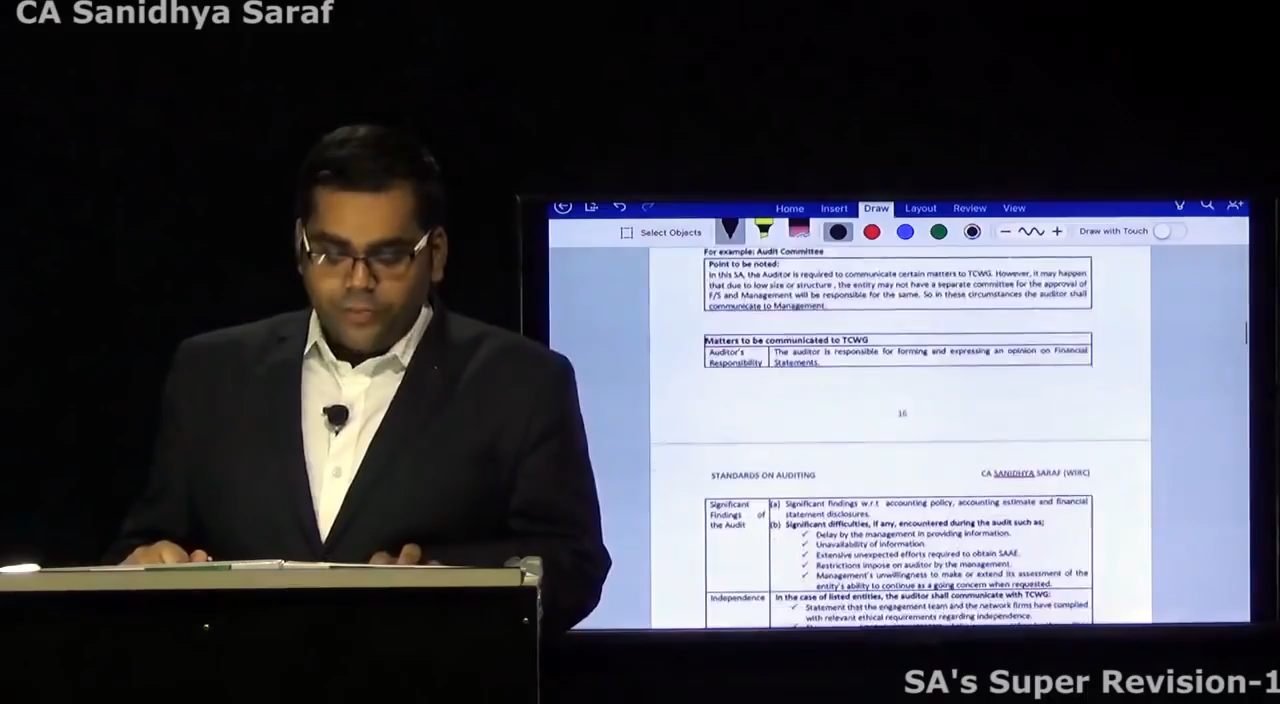 CA Sanidhya Saraf
Home Insert Draw Layout Review View
Select Objects
Draw with Touch
For example: Audit Committee
Point to be noted:
In this SA, the Auditor is required to communicate certain matters to TCWG. However, it may happen
that due to low size or structure , the entity may not have a separate committee for the approval of
F/S and Management will be responsible for the same. So in these circumstances the auditor shall
communicate to Management.
Matters to be communicated to TCWG
Auditor's The auditor is responsible for forming and expressing an opinion on Financial
Responsibility Statements.
16
STANDARDS ON AUDITING CA SANIDHYA SARAF (WIRC)
Significant (a) Significant findings w.r.t accounting policy, accounting estimate and financial
Findings of statement disclosures.
the Audit (b) Significant difficulties, if any, encountered during the audit such as;
✓ Delay by the management in providing information.
✓ Unavailability of information
✓ Extensive unexpected efforts required to obtain SAAE.
✓ Restrictions impose on auditor by the management.
✓ Management's unwillingness to make or extend its assessment of the
entity's ability to continue as a going concern when requested.
Independence In the case of listed entities, the auditor shall communicate with TCWG:
✓ Statement that the engagement team and the network firms have complied
with relevant ethical requirements regarding independence.
SA's Super Revision-1